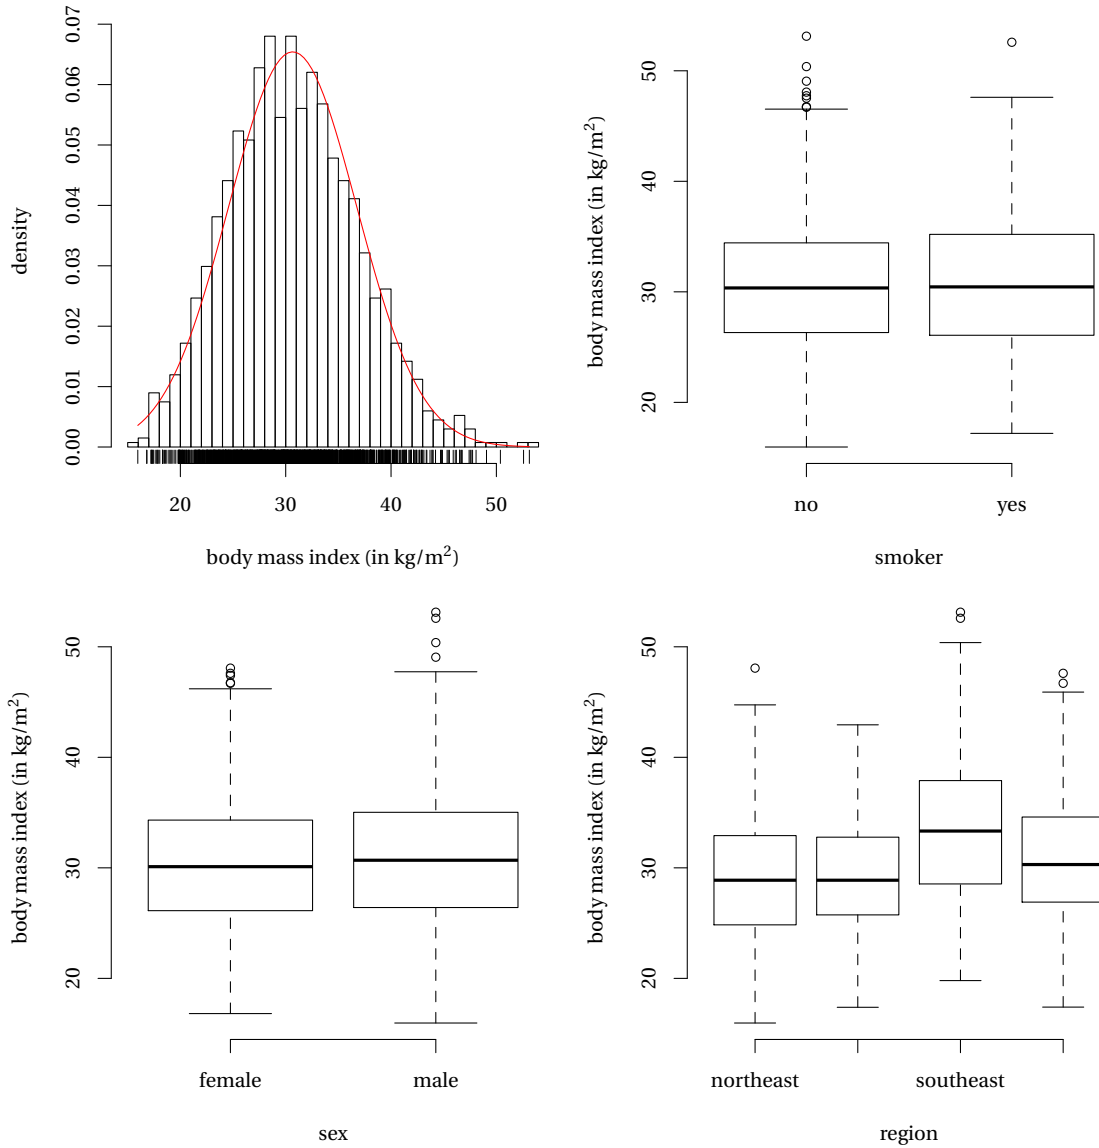 density
0.00 0.01 0.02 0.03 0.04 0.05 0.06 0.07
20 30 40 50
body mass index (in kg/m²)
body mass index (in kg/m²)
20 30 40 50
no yes
smoker
body mass index (in kg/m²)
20 30 40 50
female male
sex
body mass index (in kg/m²)
20 30 40 50
northeast southeast
region